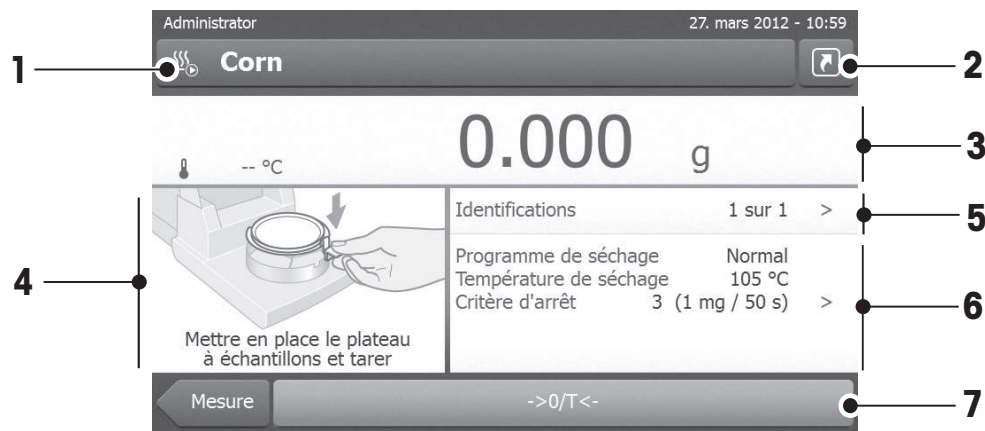 Administrator
27. mars 2012 - 10:59
1
Corn
2
0.000 g
3
-- °C
4
Identifications 1 sur 1 >
5
Programme de séchage Normal
Température de séchage 105 °C
Critère d'arrêt 3 (1 mg / 50 s) >
6
Mettre en place le plateau
à échantillons et tarer
Mesure
->0/T<-
7